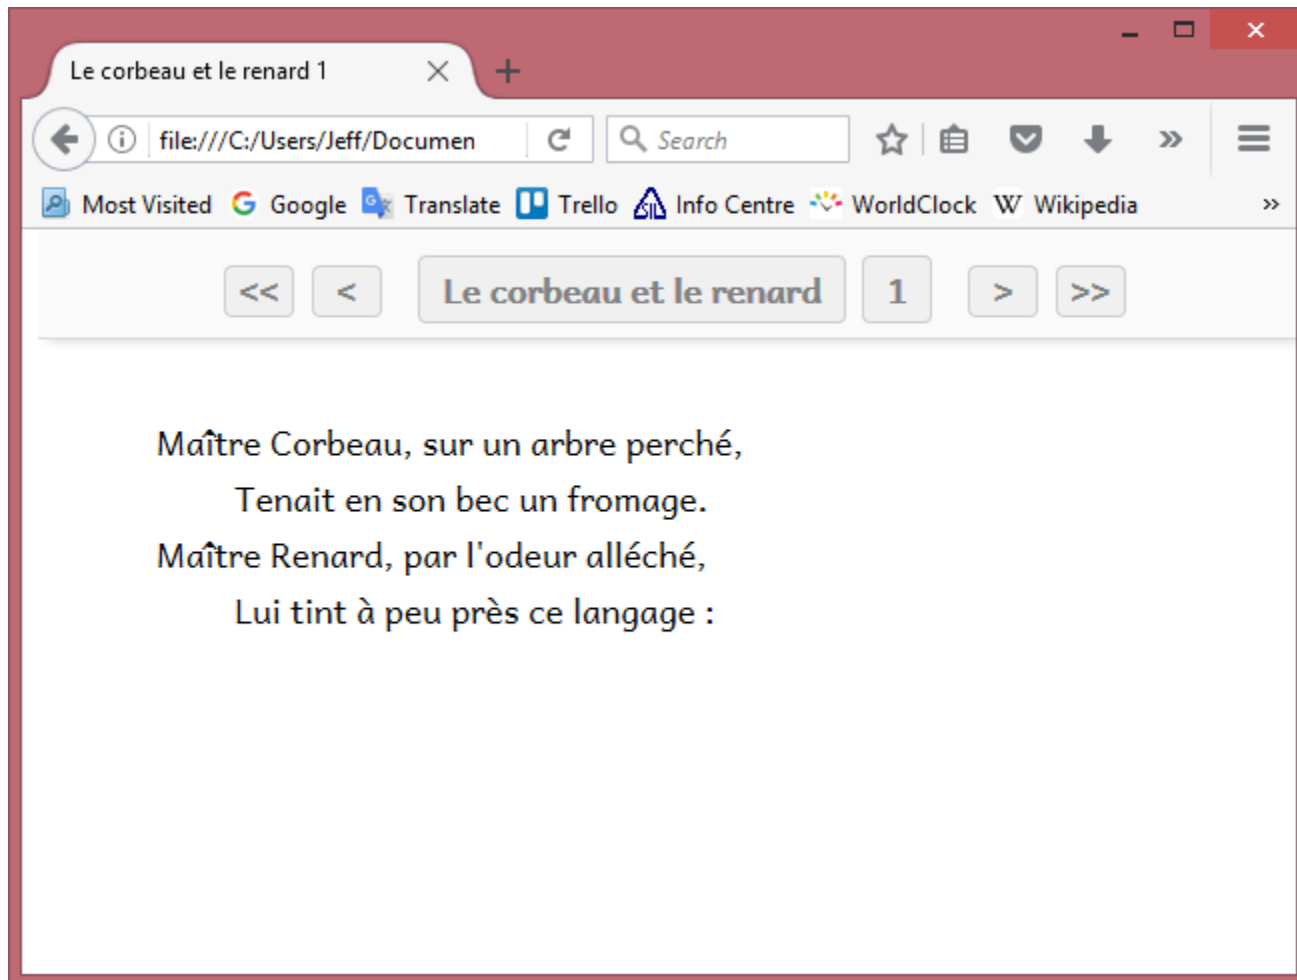 Le corbeau et le renard 1
file:///C:/Users/Jeff/Documen Search
Most Visited Google Translate Trello Info Centre WorldClock Wikipedia »
<< < Le corbeau et le renard 1 > >>
Maître Corbeau, sur un arbre perché,
Tenait en son bec un fromage.
Maître Renard, par l'odeur alléché,
Lui tint à peu près ce langage :